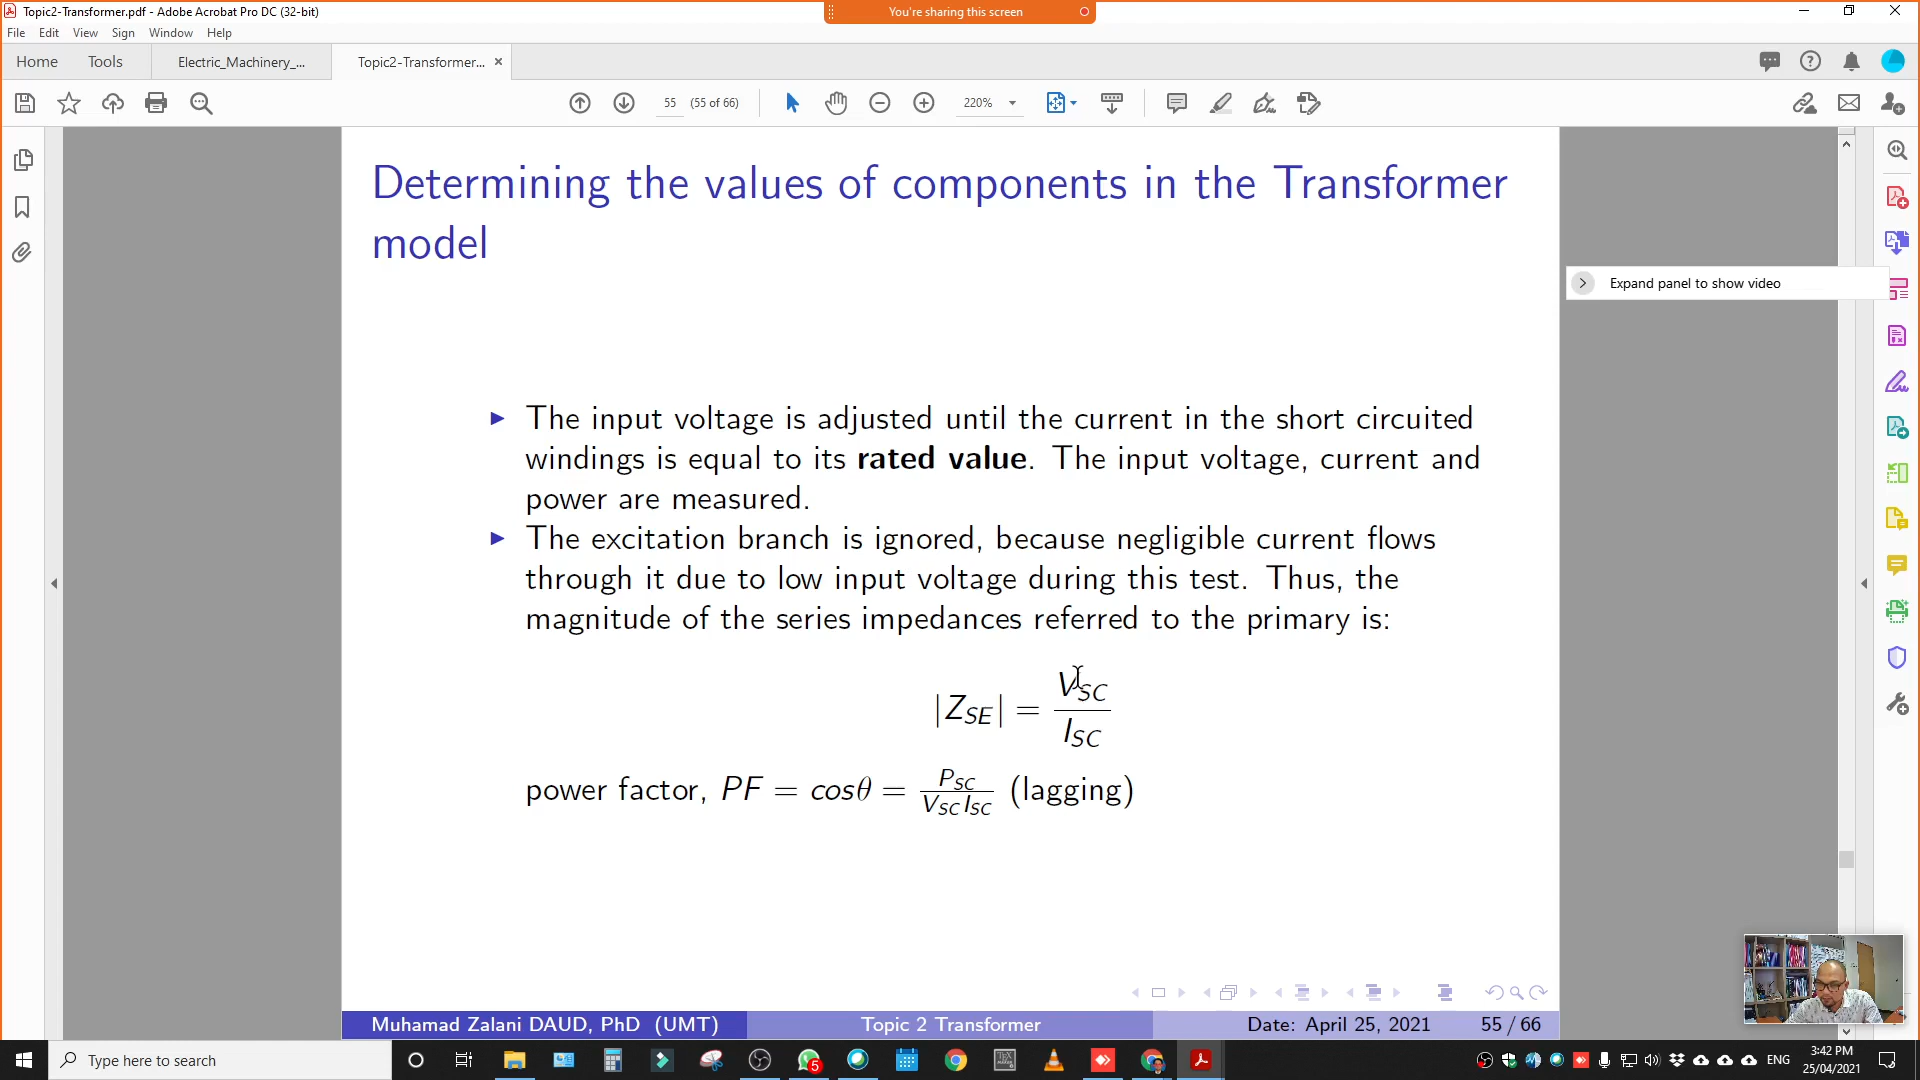 Topic2-Transformer.pdf - Adobe Acrobat Pro DC (32-bit)
You're sharing this screen
File Edit View Sign Window Help
Home Tools Electric_Machinery_... Topic2-Transformer...
55 (55 of 66) 220%
Determining the values of components in the Transformer
model
Expand panel to show video
The input voltage is adjusted until the current in the short circuited
windings is equal to its rated value. The input voltage, current and
power are measured.
The excitation branch is ignored, because negligible current flows
through it due to low input voltage during this test. Thus, the
magnitude of the series impedances referred to the primary is:
|Z_SE| = V_SC / I_SC
power factor, PF = cosθ = P_SC / V_SC I_SC (lagging)
Muhamad Zalani DAUD, PhD (UMT) Topic 2 Transformer Date: April 25, 2021 55 / 66
Type here to search
5
ENG
3:42 PM
25/04/2021